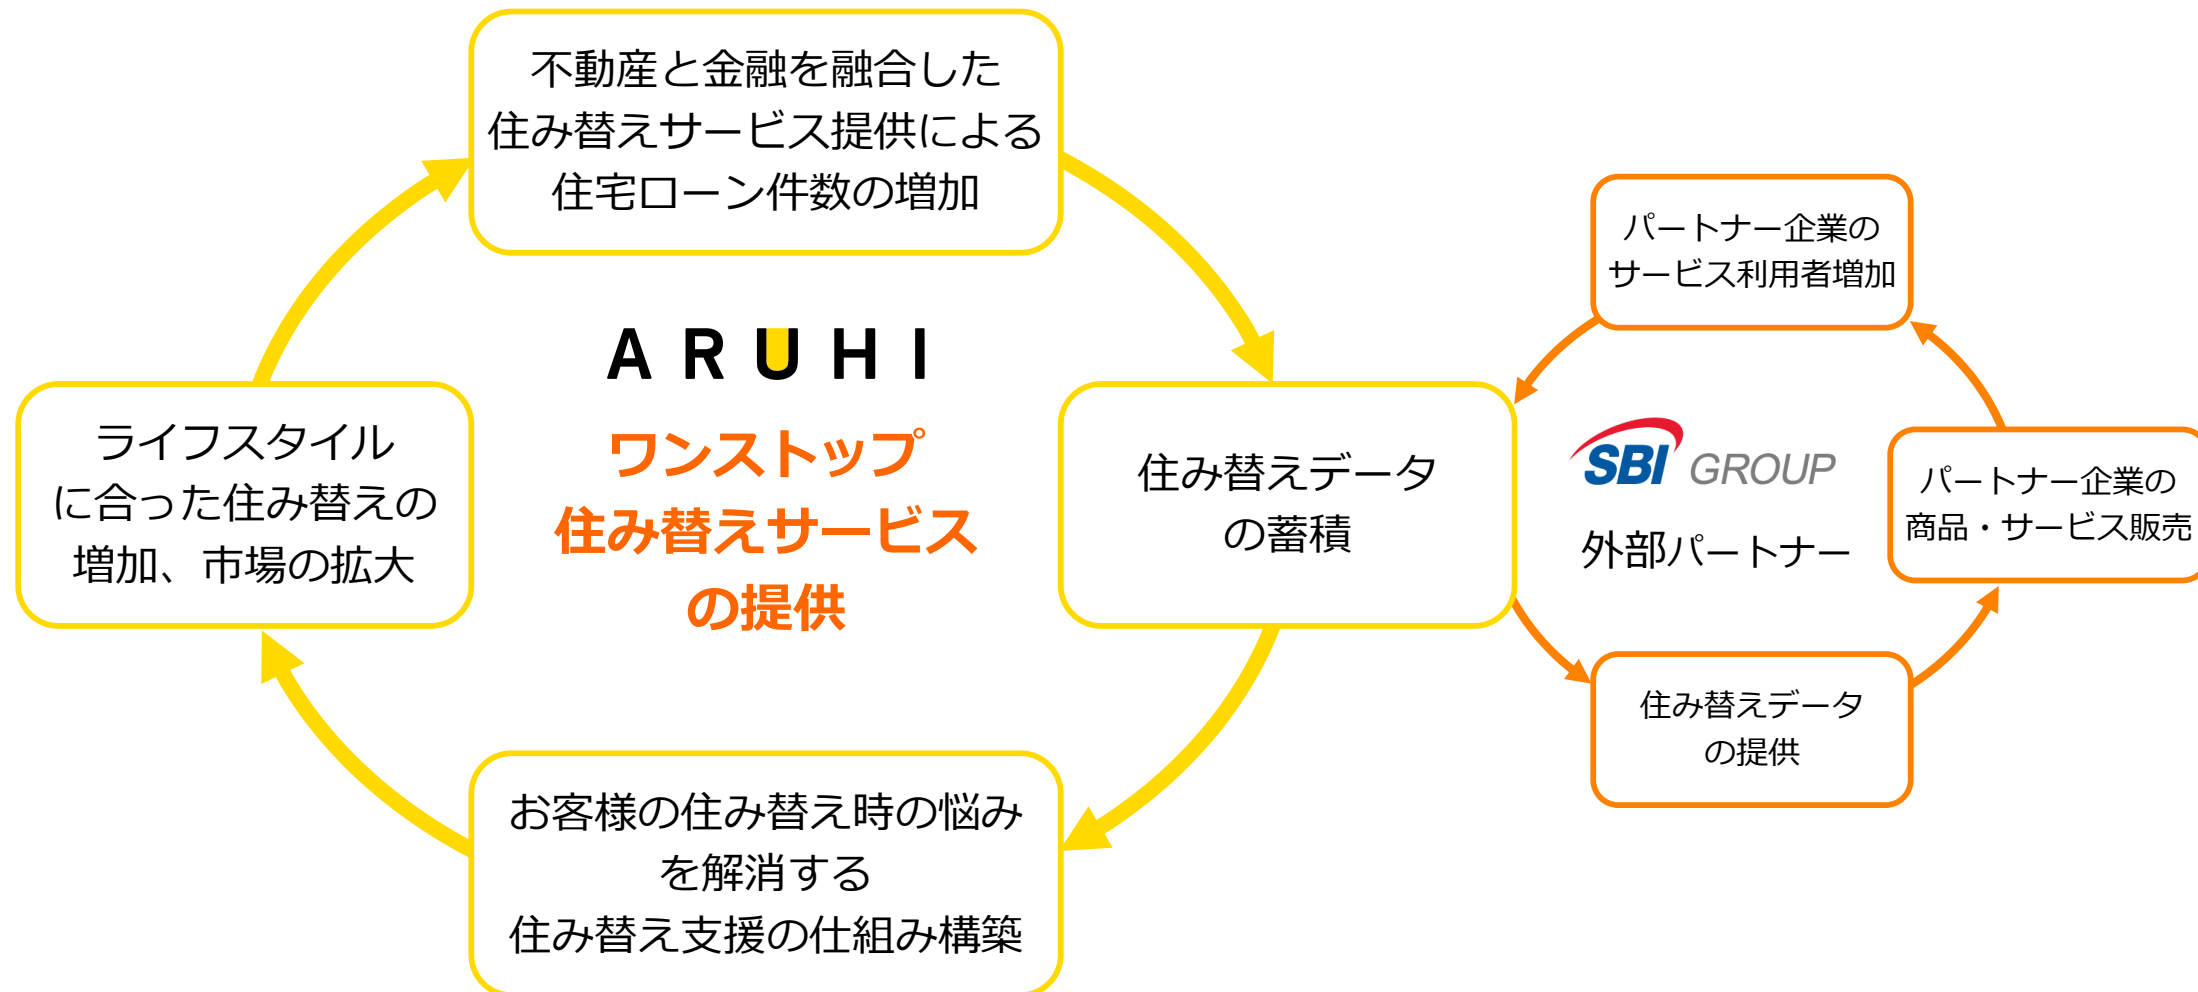 不動産と金融を融合した
住み替えサービス提供による
住宅ローン件数の増加
ARUHI
ワンストップ
住み替えサービス
の提供
ライフスタイル
に合った住み替えの
増加、市場の拡大
住み替えデータ
の蓄積
お客様の住み替え時の悩み
を解消する
住み替え支援の仕組み構築
パートナー企業の
サービス利用者増加
SBI GROUP
外部パートナー
パートナー企業の
商品・サービス販売
住み替えデータ
の提供